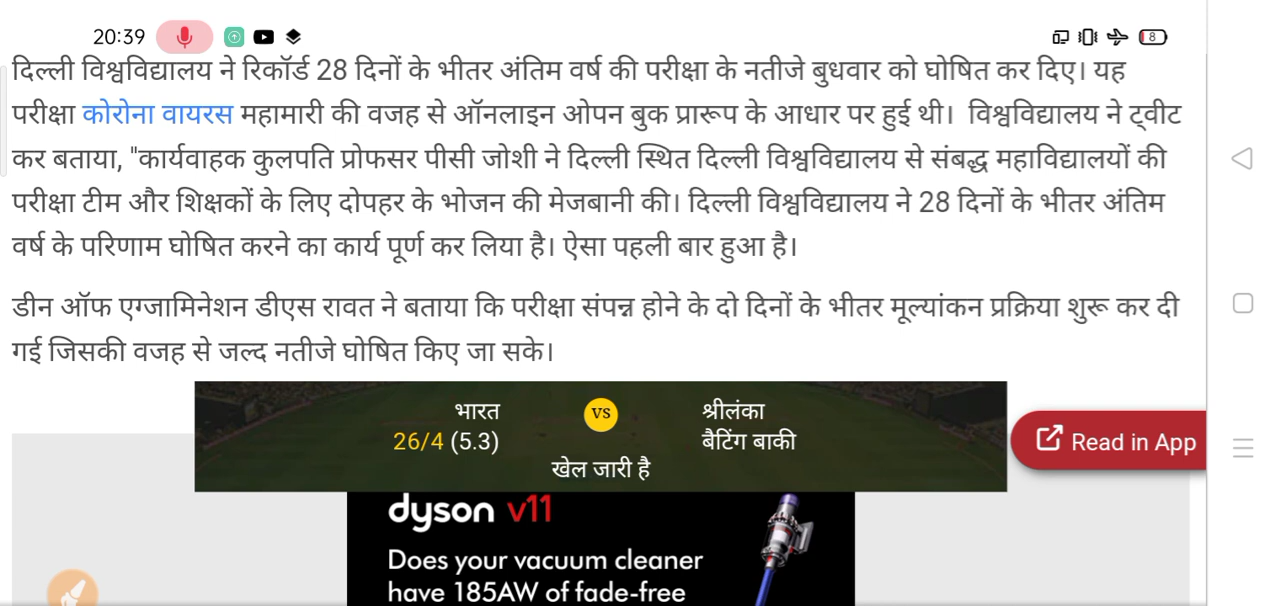 20:39
8
दिल्ली विश्वविद्यालय ने रिकॉर्ड 28 दिनों के भीतर अंतिम वर्ष की परीक्षा के नतीजे बुधवार को घोषित कर दिए। यह
परीक्षा कोरोना वायरस महामारी की वजह से ऑनलाइन ओपन बुक प्रारूप के आधार पर हुई थी। विश्वविद्यालय ने ट्वीट
कर बताया, "कार्यवाहक कुलपति प्रोफसर पीसी जोशी ने दिल्ली स्थित दिल्ली विश्वविद्यालय से संबद्ध महाविद्यालयों की
परीक्षा टीम और शिक्षकों के लिए दोपहर के भोजन की मेजबानी की। दिल्ली विश्वविद्यालय ने 28 दिनों के भीतर अंतिम
वर्ष के परिणाम घोषित करने का कार्य पूर्ण कर लिया है। ऐसा पहली बार हुआ है।
डीन ऑफ एग्जामिनेशन डीएस रावत ने बताया कि परीक्षा संपन्न होने के दो दिनों के भीतर मूल्यांकन प्रक्रिया शुरू कर दी
गई जिसकी वजह से जल्द नतीजे घोषित किए जा सके।
भारत VS श्रीलंका
26/4 (5.3) बैटिंग बाकी
खेल जारी है
Read in App
dyson v11
Does your vacuum cleaner
have 185AW of fade-free